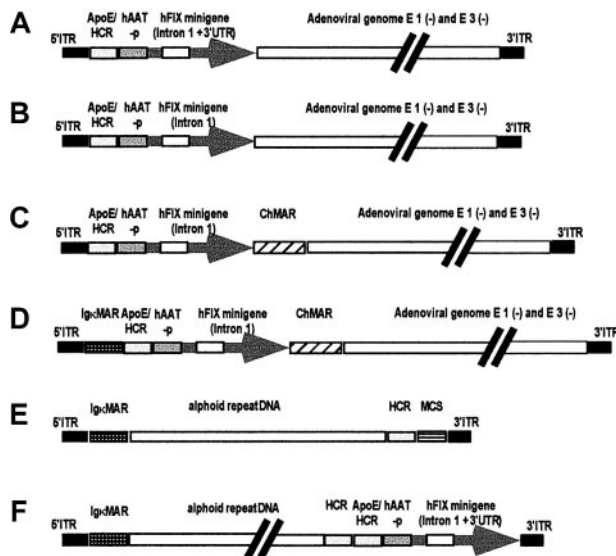 A
5'ITR ApoE/ HCR hAAT -p hFIX minigene (Intron 1 +3'UTR) Adenoviral genome E 1 (-) and E 3 (-) 3'ITR
B
5'ITR ApoE/ HCR hAAT -p hFIX minigene (Intron 1) Adenoviral genome E 1 (-) and E 3 (-) 3'ITR
C
5'ITR ApoE/ HCR hAAT -p hFIX minigene (Intron 1) ChMAR Adenoviral genome E 1 (-) and E 3 (-) 3'ITR
D
5'ITR IgκMAR ApoE/ HCR hAAT -p hFIX minigene (Intron 1) ChMAR Adenoviral genome E 1 (-) and E 3 (-) 3'ITR
E
5'ITR IgκMAR alphoid repeat DNA HCR MCS 3'ITR
F
5'ITR IgκMAR alphoid repeat DNA HCR ApoE/ HCR hAAT -p hFIX minigene (Intron 1 +3'UTR) 3'ITR